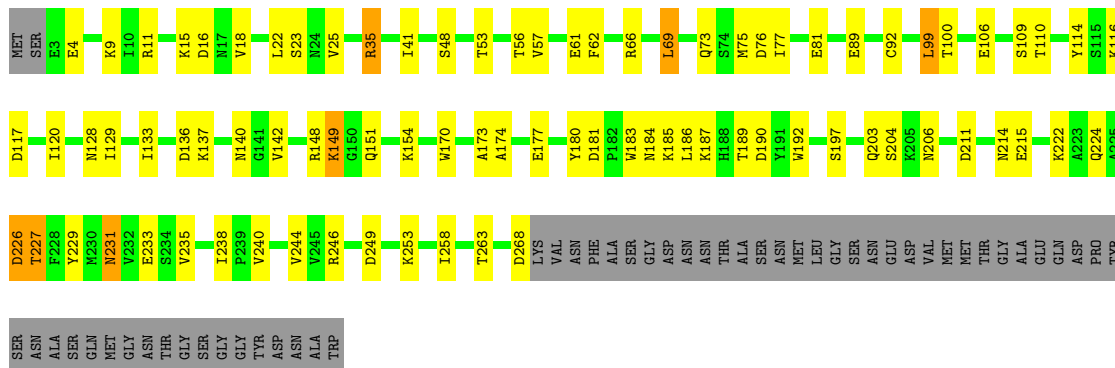 MET SER E3 E4 K9 I10 R11 K15 D16 N17 V18 L22 S23 N24 V25 R35 I41 S48 T53 T56 V57 E61 F62 R66 L69 Q73 S74 M75 D76 I77 E81 E89 C92 L99 T100 E106 S109 T110 Y114 S115 K116
D117 I120 N128 I129 I133 D136 K137 N140 G141 V142 R148 K149 G150 Q151 K154 W170 A173 A174 E177 Y180 D181 P182 W183 N184 K185 L186 K187 H188 T189 D190 Y191 W192 S197 Q203 S204 K205 N206 D211 N214 E215 K222 A223 Q224 A225
D226 T227 F228 Y229 M230 N231 V232 E233 S234 V235 I238 P239 V240 V244 V245 R246 D249 K253 I258 T263 D268 LYS VAL ASN PHE ALA SER GLY ASP ASN ASN THR ALA SER ASN MET LEU GLY SER ASN GLU ASP VAL MET MET THR GLY ALA GLU GLN ASP PRO TYR
SER ASN ALA SER GLN MET GLY ASN THR GLY SER GLY GLY TYR ASP ASN ALA TRP